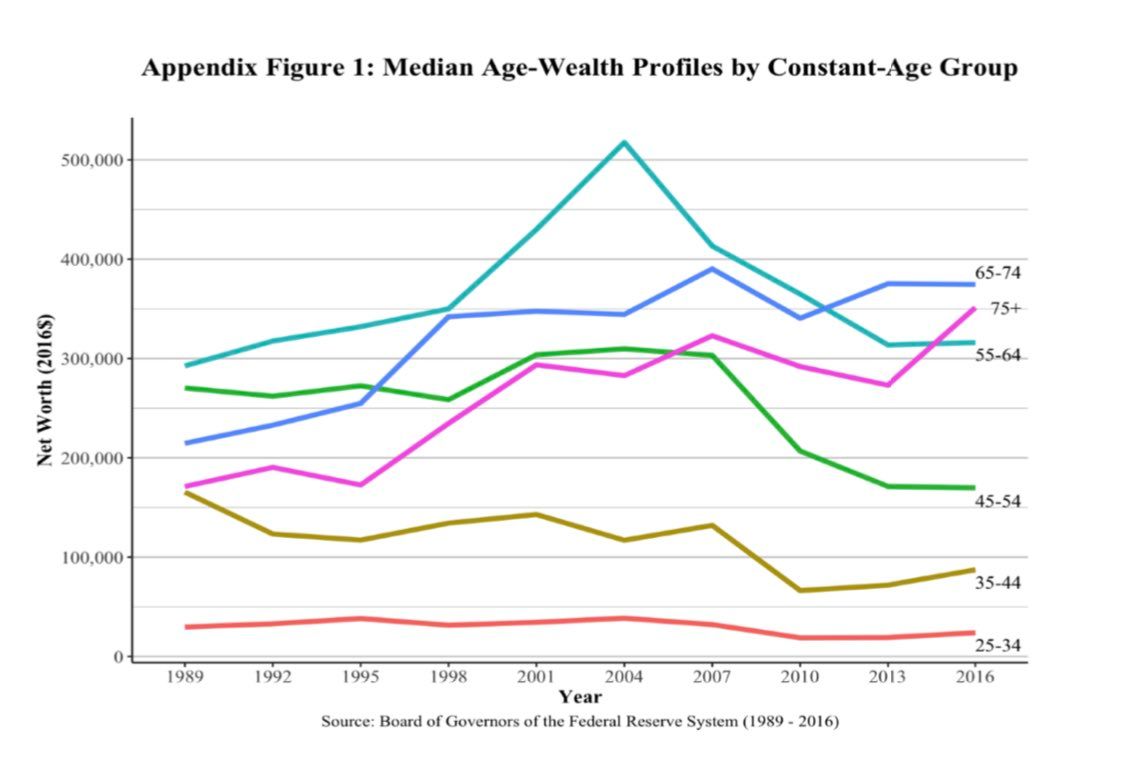 Appendix Figure 1: Median Age-Wealth Profiles by Constant-Age Group
Net Worth (2016$)
500,000
400,000
300,000
200,000
100,000
0
65-74
75+
55-64
45-54
35-44
25-34
1989 1992 1995 1998 2001 2004 2007 2010 2013 2016
Year
Source: Board of Governors of the Federal Reserve System (1989 - 2016)